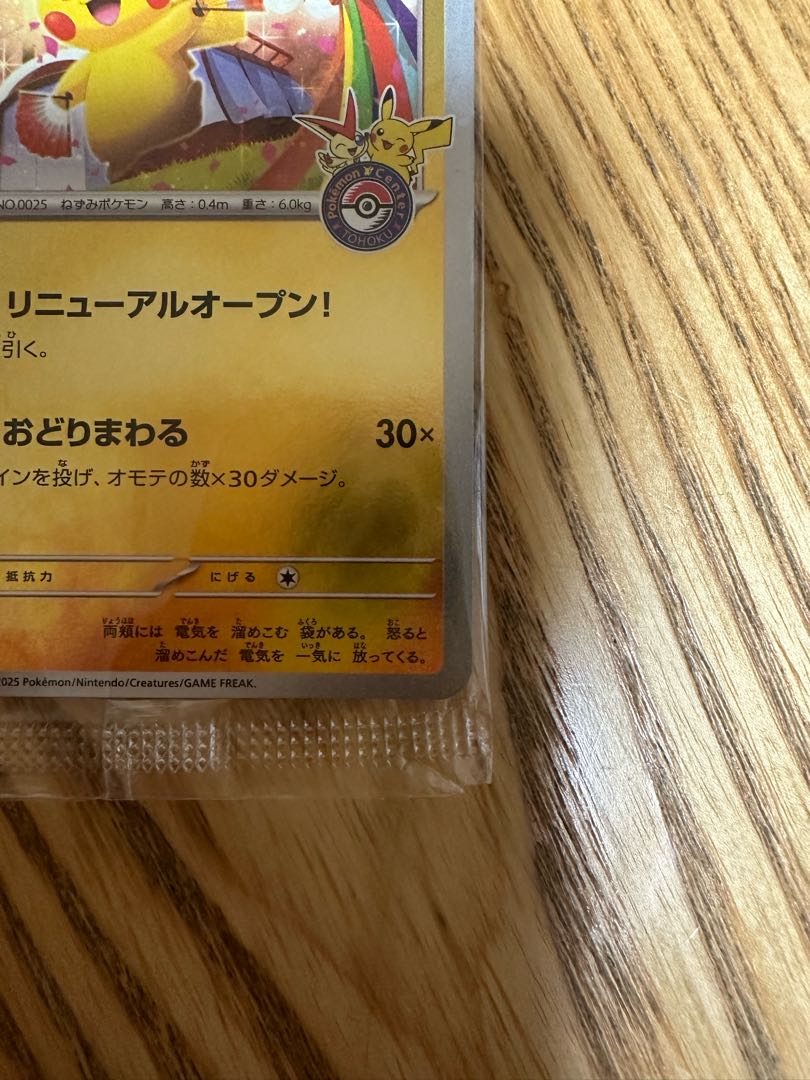 NO.0025 ねずみポケモン 高さ：0.4m 重さ：6.0kg
Pokémon Center
TOHOKU
リニューアルオープン！
引く。
おどりまわる 30×
インを投げ、オモテの数×30ダメージ。
抵抗力 にげる
両頬には 電気を 溜めこむ 袋がある。 怒ると
溜めこんだ 電気を 一気に 放ってくる。
2025 Pokémon/Nintendo/Creatures/GAME FREAK.